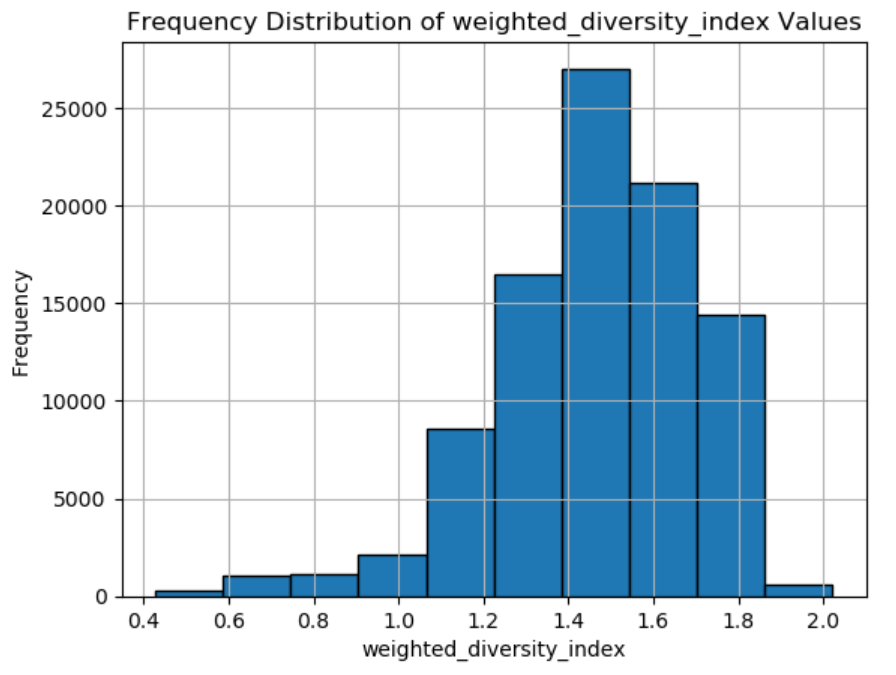 Frequency Distribution of weighted_diversity_index Values
25000
20000
15000
10000
5000
0
Frequency
0.4 0.6 0.8 1.0 1.2 1.4 1.6 1.8 2.0
weighted_diversity_index